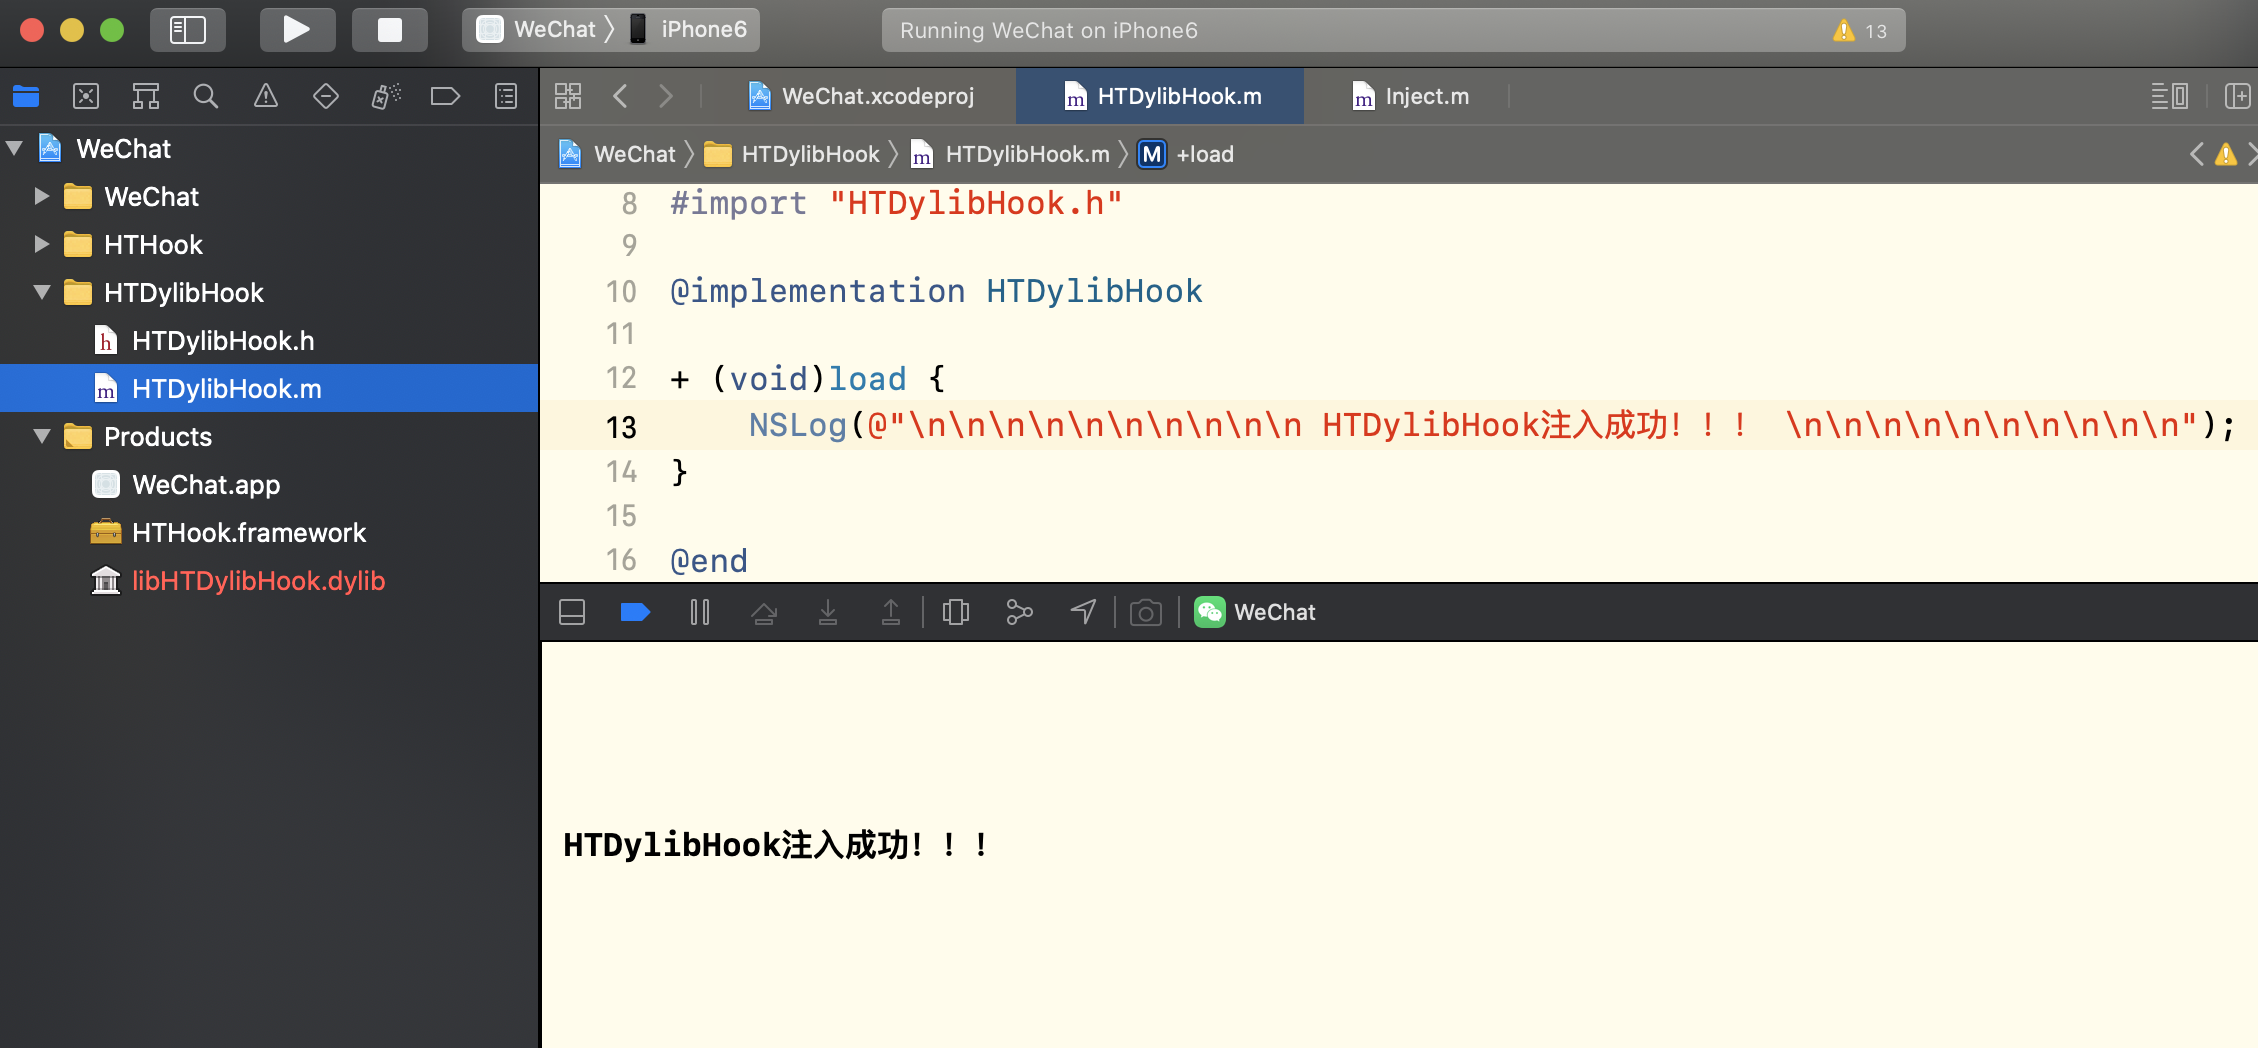 WeChat 〉 iPhone6
Running WeChat on iPhone6
13
WeChat.xcodeproj
HTDylibHook.m
Inject.m
WeChat 〉 HTDylibHook 〉 HTDylibHook.m 〉 M +load
WeChat
WeChat
HTHook
HTDylibHook
HTDylibHook.h
HTDylibHook.m
Products
WeChat.app
HTHook.framework
libHTDylibHook.dylib
8 #import "HTDylibHook.h"
9
10 @implementation HTDylibHook
11
12 + (void)load {
13 NSLog(@"\n\n\n\n\n\n\n\n\n\n HTDylibHook注入成功！！！ \n\n\n\n\n\n\n\n\n\n");
14 }
15
16 @end
WeChat
HTDylibHook注入成功！！！